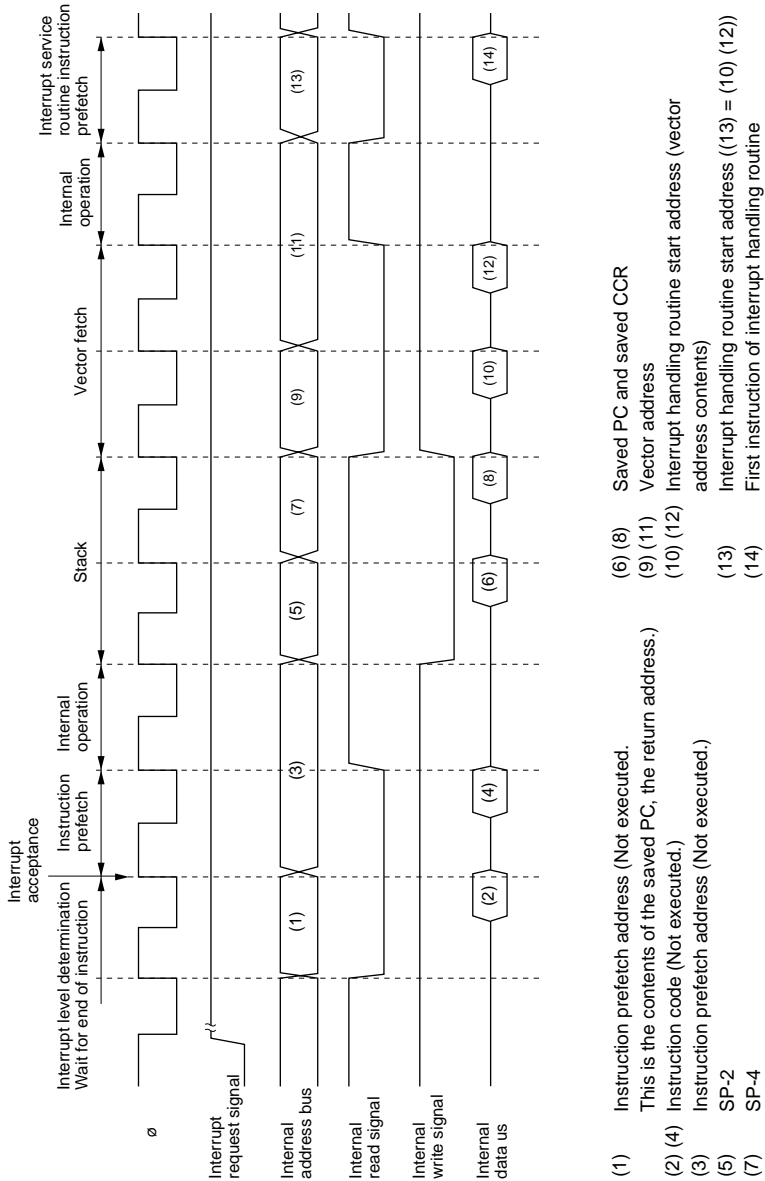 Interrupt
acceptance
Interrupt level determination
Wait for end of instruction
Instruction
prefetch
Internal
operation
Stack
Vector fetch
Internal
operation
Interrupt service
routine instruction
prefetch
ø
Interrupt
request signal
Internal
address bus
(1)
(3)
(5)
(7)
(9)
(11)
(13)
Internal
read signal
Internal
write signal
Internal
data us
(2)
(4)
(6)
(8)
(10)
(12)
(14)
(1) Instruction prefetch address (Not executed.
This is the contents of the saved PC, the return address.)
(2) (4) Instruction code (Not executed.)
(3) Instruction prefetch address (Not executed.)
(5) SP-2
(7) SP-4
(6) (8) Saved PC and saved CCR
(9) (11) Vector address
(10) (12) Interrupt handling routine start address (vector
address contents)
(13) Interrupt handling routine start address ((13) = (10) (12))
(14) First instruction of interrupt handling routine